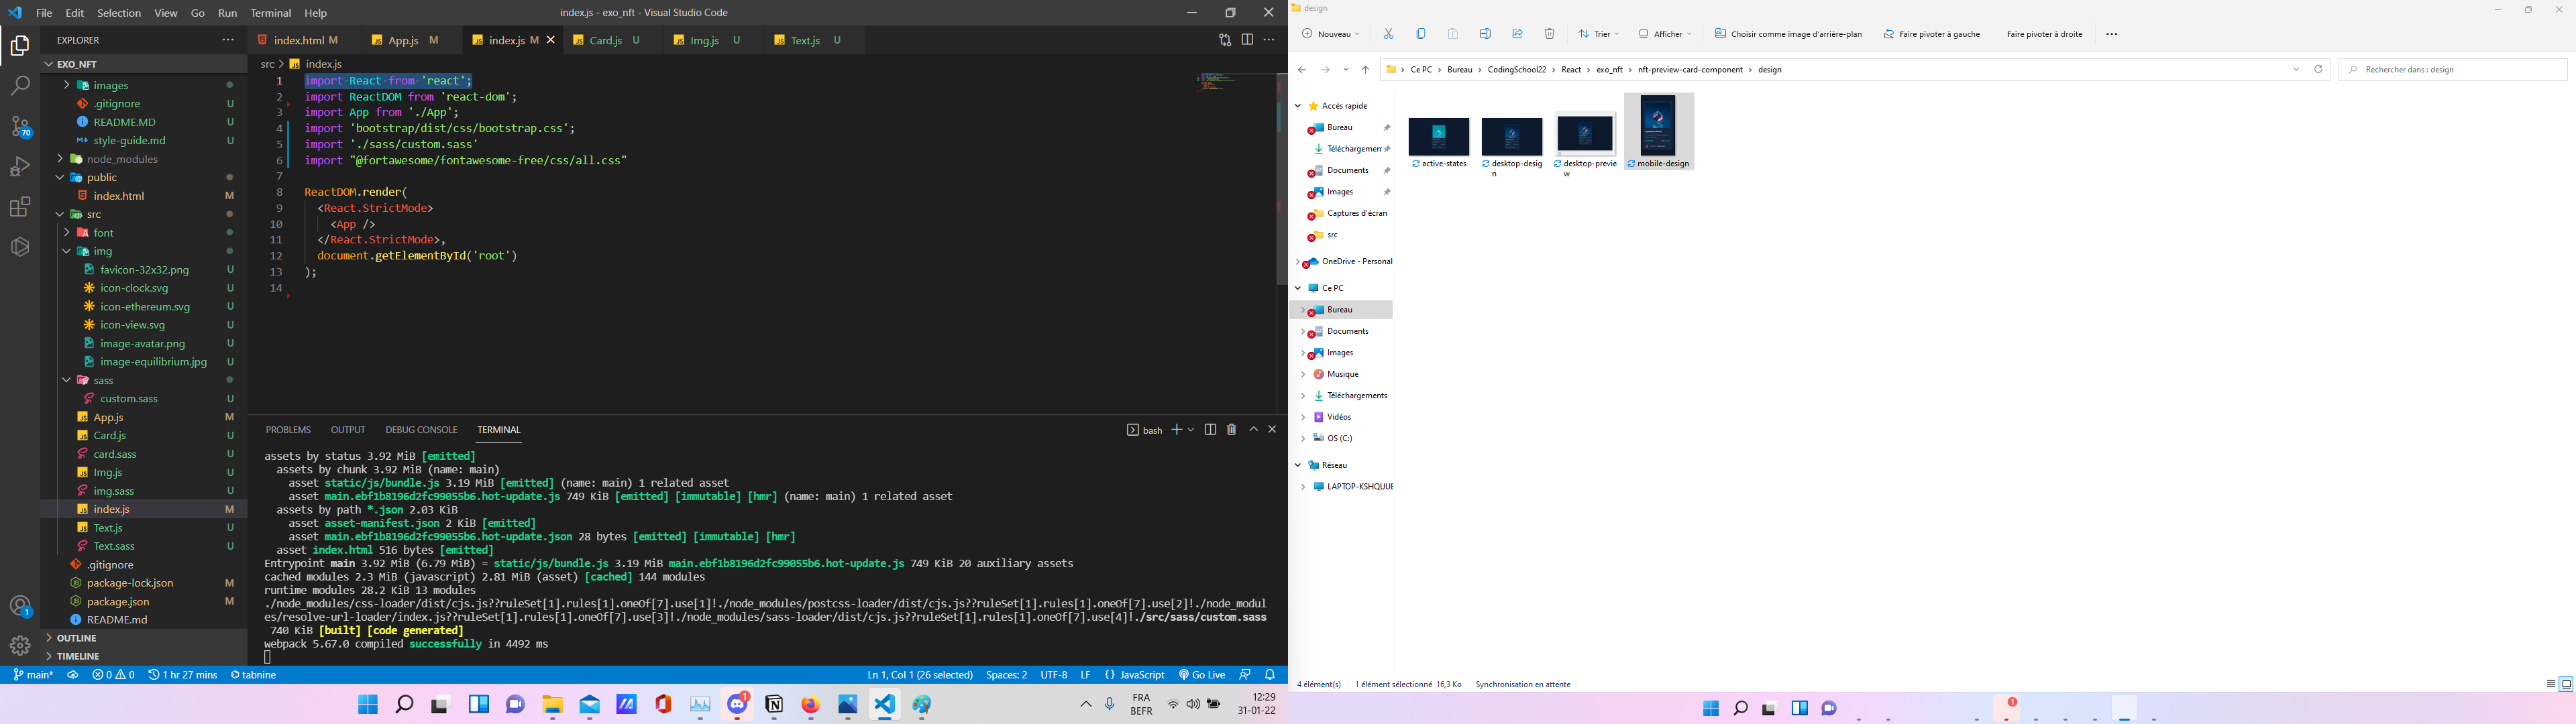 File Edit Selection View Go Run Terminal Help
index.js - exo_nft - Visual Studio Code
EXPLORER
EXO_NFT
images
.gitignore U
README.MD U
style-guide.md U
node_modules
public
index.html M
src
font
img
favicon-32x32.png U
icon-clock.svg U
icon-ethereum.svg U
icon-view.svg U
image-avatar.png U
image-equilibrium.jpg U
sass
custom.sass U
App.js M
Card.js U
card.sass U
Img.js U
img.sass U
index.js M
Text.js U
Text.sass U
.gitignore
package-lock.json M
package.json M
README.md
OUTLINE
TIMELINE
70
1
index.html M App.js M index.js M Card.js U Img.js U Text.js U
src > index.js
1 import React from 'react';
2 import ReactDOM from 'react-dom';
3 import App from './App';
4 import 'bootstrap/dist/css/bootstrap.css';
5 import './sass/custom.sass'
6 import "@fortawesome/fontawesome-free/css/all.css"
7
8 ReactDOM.render(
9 <React.StrictMode>
10 <App />
11 </React.StrictMode>,
12 document.getElementById('root')
13 );
14
PROBLEMS OUTPUT DEBUG CONSOLE TERMINAL
bash
assets by status 3.92 MiB [emitted]
assets by chunk 3.92 MiB (name: main)
asset static/js/bundle.js 3.19 MiB [emitted] (name: main) 1 related asset
asset main.ebf1b8196d2fc99055b6.hot-update.js 749 KiB [emitted] [immutable] [hmr] (name: main) 1 related asset
assets by path *.json 2.03 KiB
asset asset-manifest.json 2 KiB [emitted]
asset main.ebf1b8196d2fc99055b6.hot-update.json 28 bytes [emitted] [immutable] [hmr]
asset index.html 516 bytes [emitted]
Entrypoint main 3.92 MiB (6.79 MiB) = static/js/bundle.js 3.19 MiB main.ebf1b8196d2fc99055b6.hot-update.js 749 KiB 20 auxiliary assets
cached modules 2.3 MiB (javascript) 2.81 MiB (asset) [cached] 144 modules
runtime modules 28.2 KiB 13 modules
./node_modules/css-loader/dist/cjs.js??ruleSet[1].rules[1].oneOf[7].use[1]!./node_modules/postcss-loader/dist/cjs.js??ruleSet[1].rules[1].oneOf[7].use[2]!./node_modul
es/resolve-url-loader/index.js??ruleSet[1].rules[1].oneOf[7].use[3]!./node_modules/sass-loader/dist/cjs.js??ruleSet[1].rules[1].oneOf[7].use[4]!./src/sass/custom.sass
740 KiB [built] [code generated]
webpack 5.67.0 compiled successfully in 4492 ms
main* 0 0 1 hr 27 mins tabnine
Ln 1, Col 1 (26 selected) Spaces: 2 UTF-8 LF {} JavaScript Go Live
1
FRA
BEFR
12:29
31-01-22
design
Nouveau Trier Afficher Choisir comme image d'arrière-plan Faire pivoter à gauche Faire pivoter à droite
Ce PC > Bureau > CodingSchool22 > React > exo_nft > nft-preview-card-component > design
Rechercher dans : design
Accès rapide
Bureau
Téléchargemen
Documents
Images
Captures d'écran
src
OneDrive - Personal
Ce PC
Bureau
Documents
Images
Musique
Téléchargements
Vidéos
OS (C:)
Réseau
LAPTOP-KSHQUUE
active-states
desktop-desig
n
desktop-previe
w
mobile-design
4 élément(s) 1 élément sélectionné 16,3 Ko Synchronisation en attente
1